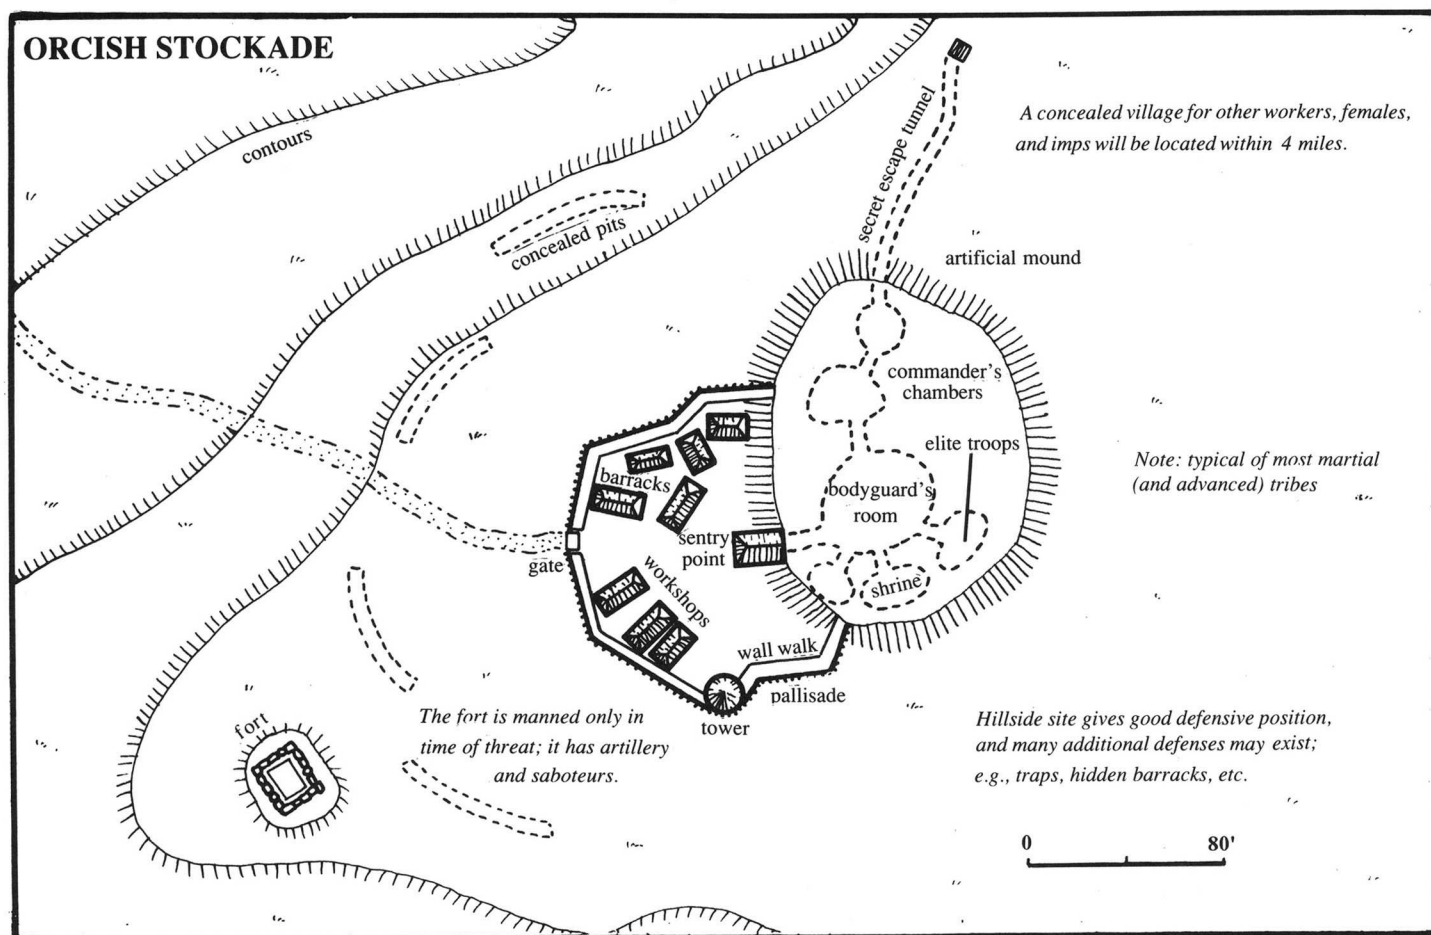 ORCISH STOCKADE
contours
concealed pits
secret escape tunnel
A concealed village for other workers, females,
and imps will be located within 4 miles.
artificial mound
commander's
chambers
elite troops
bodyguard's
room
Note: typical of most martial
(and advanced) tribes
barracks
sentry
point
gate
workshops
shrine
wall walk
pallisade
tower
fort
The fort is manned only in
time of threat; it has artillery
and saboteurs.
Hillside site gives good defensive position,
and many additional defenses may exist;
e.g., traps, hidden barracks, etc.
0 80'